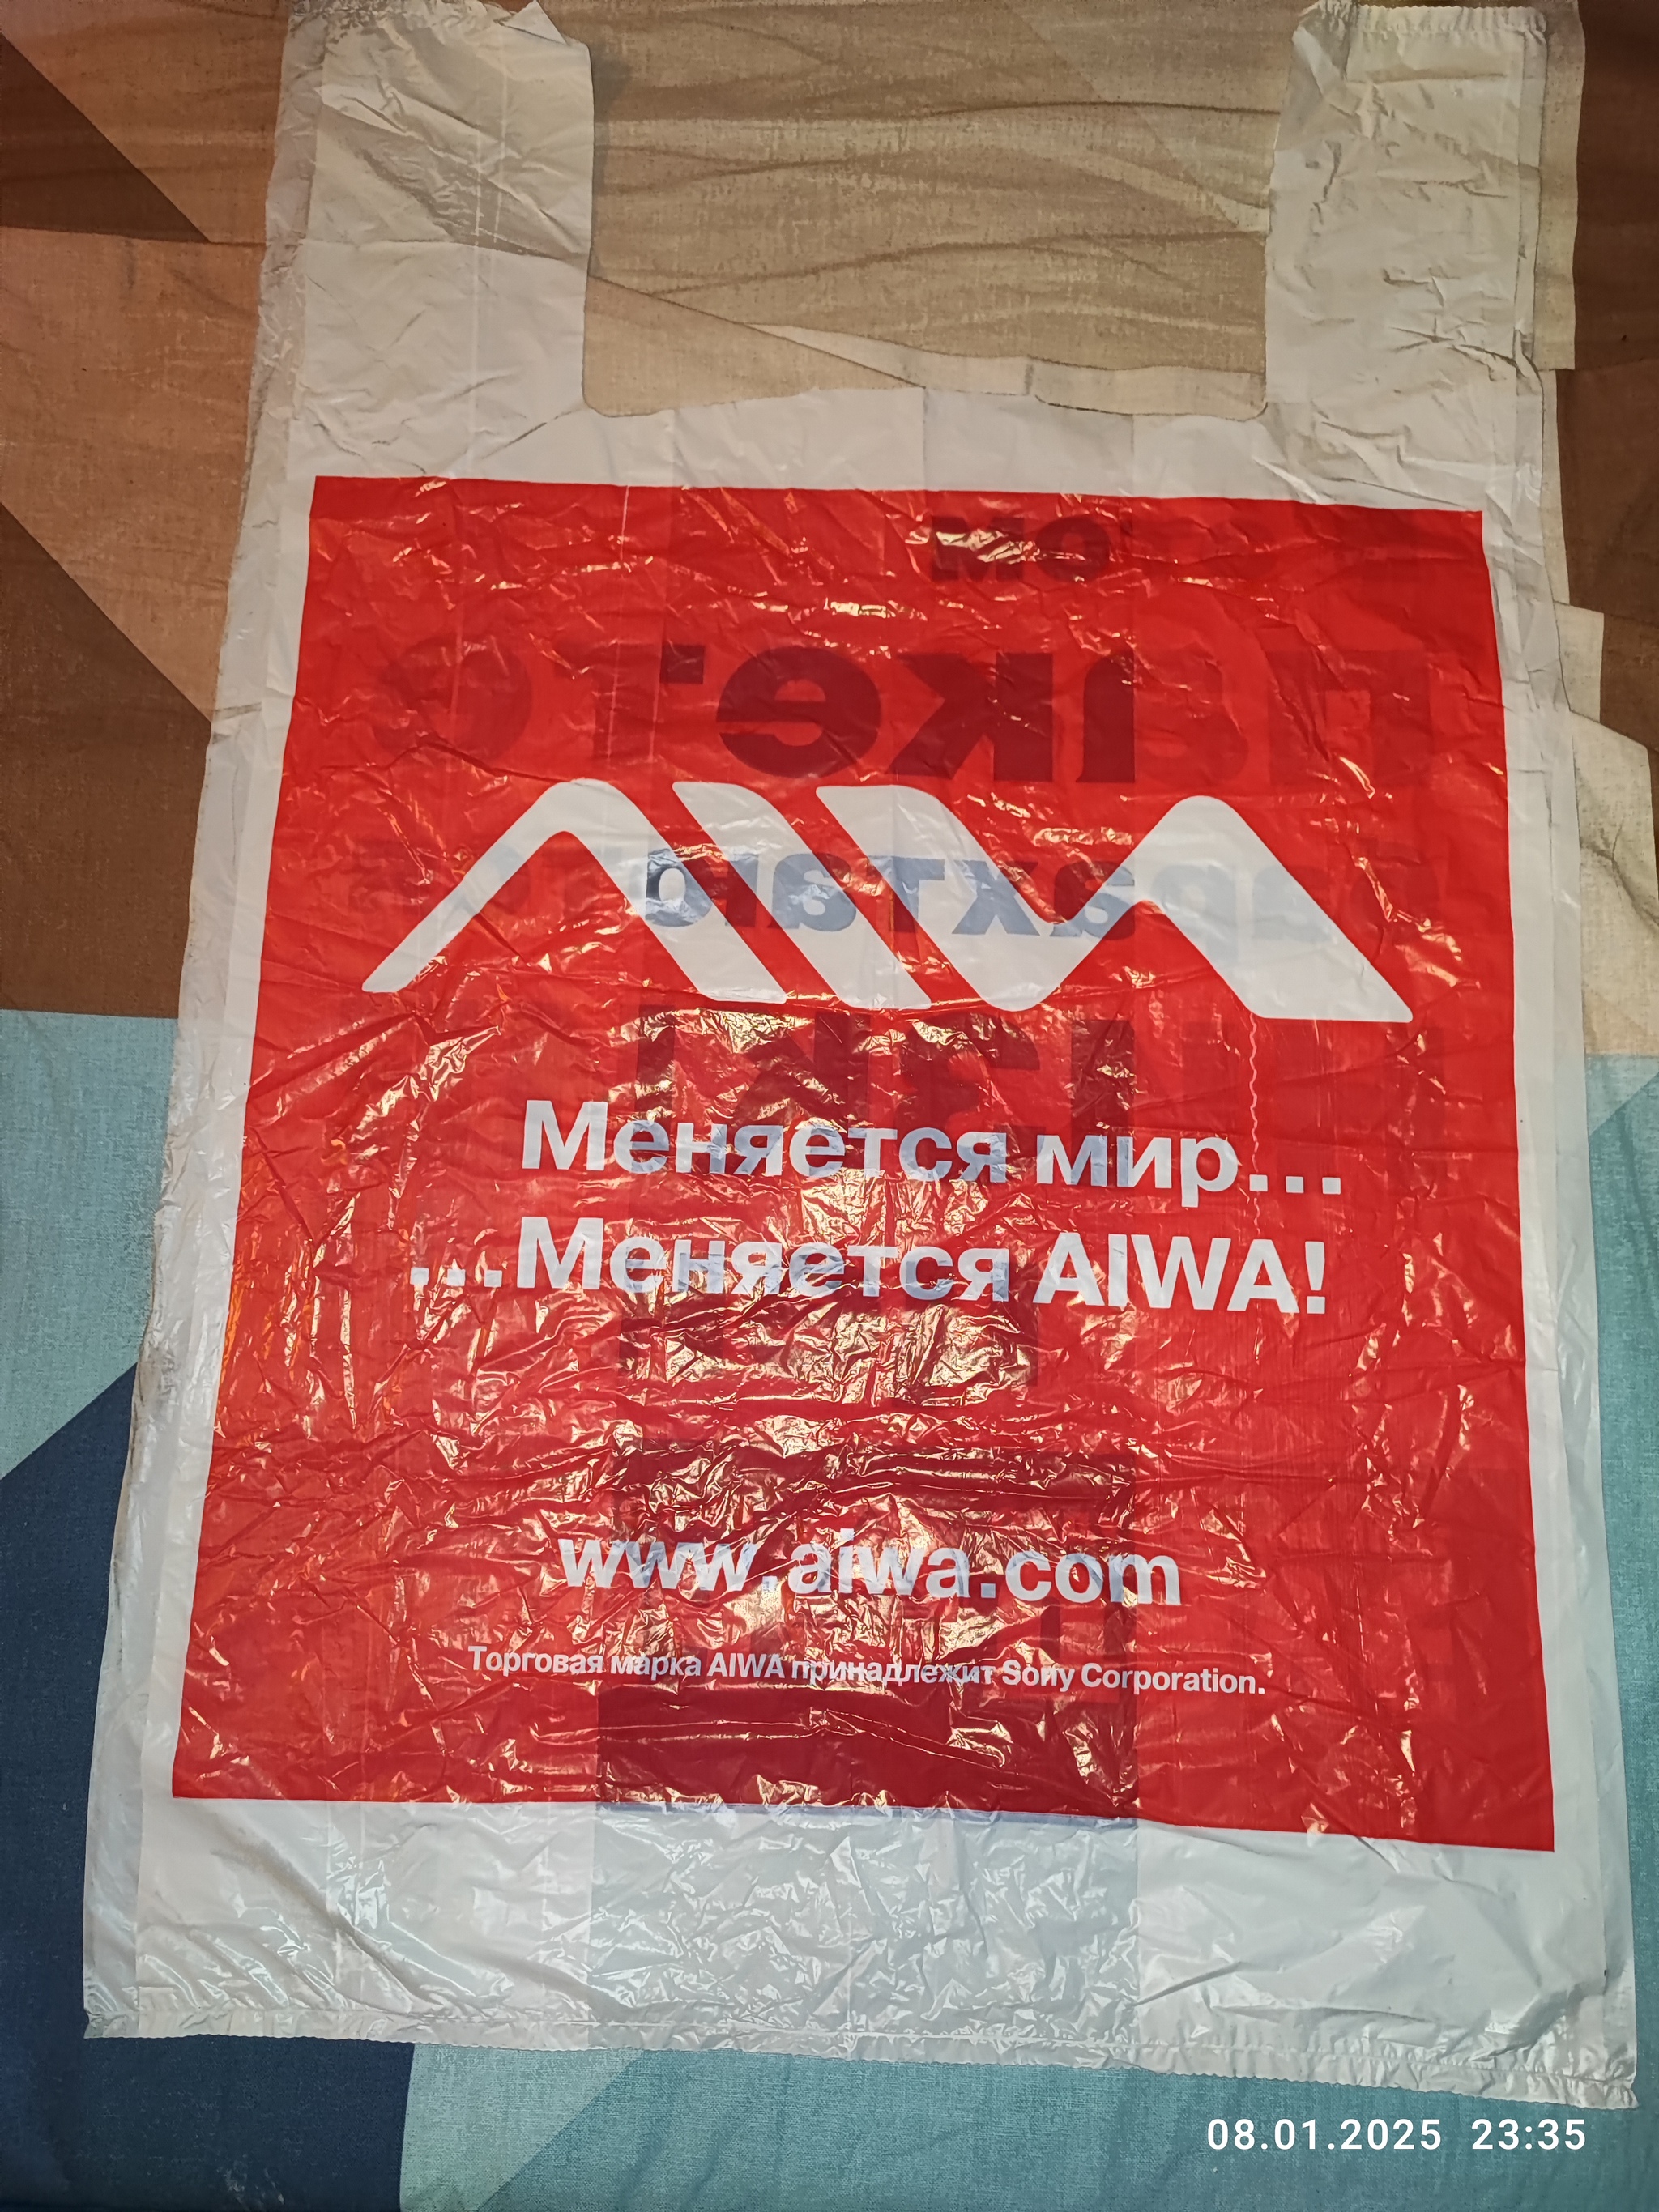 AIWA
Меняется мир...
...Меняется AIWA!
www.aiwa.com
Торговая марка AIWA принадлежит Sony Corporation.
08.01.2025 23:35